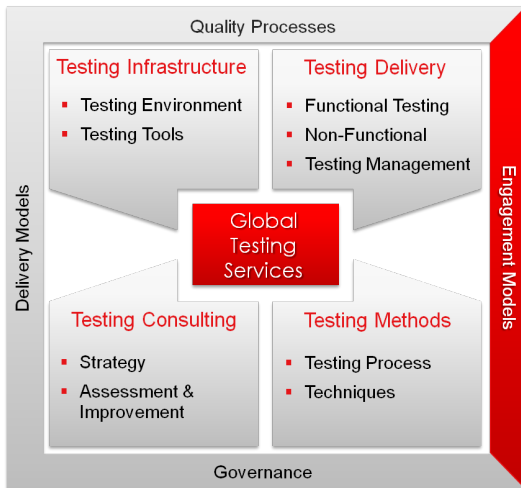 Quality Processes
Testing Infrastructure
▪ Testing Environment
▪ Testing Tools
Testing Delivery
▪ Functional Testing
▪ Non-Functional
▪ Testing Management
Delivery Models
Global
Testing
Services
Engagement Models
Testing Consulting
▪ Strategy
▪ Assessment &
Improvement
Testing Methods
▪ Testing Process
▪ Techniques
Governance